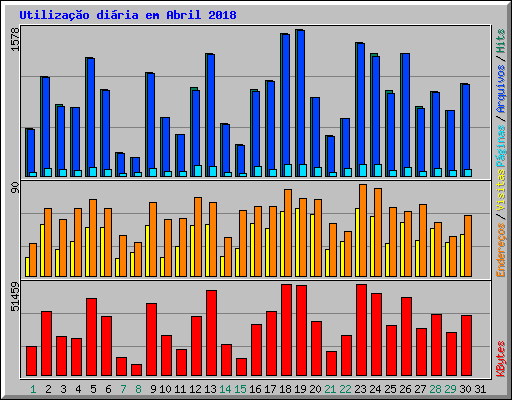 Utilização diária em Abril 2018
1578
90
51459
Endereços / Visitas Páginas / Arquivos / Hits
KBytes
1 2 3 4 5 6 7 8 9 10 11 12 13 14 15 16 17 18 19 20 21 22 23 24 25 26 27 28 29 30 31